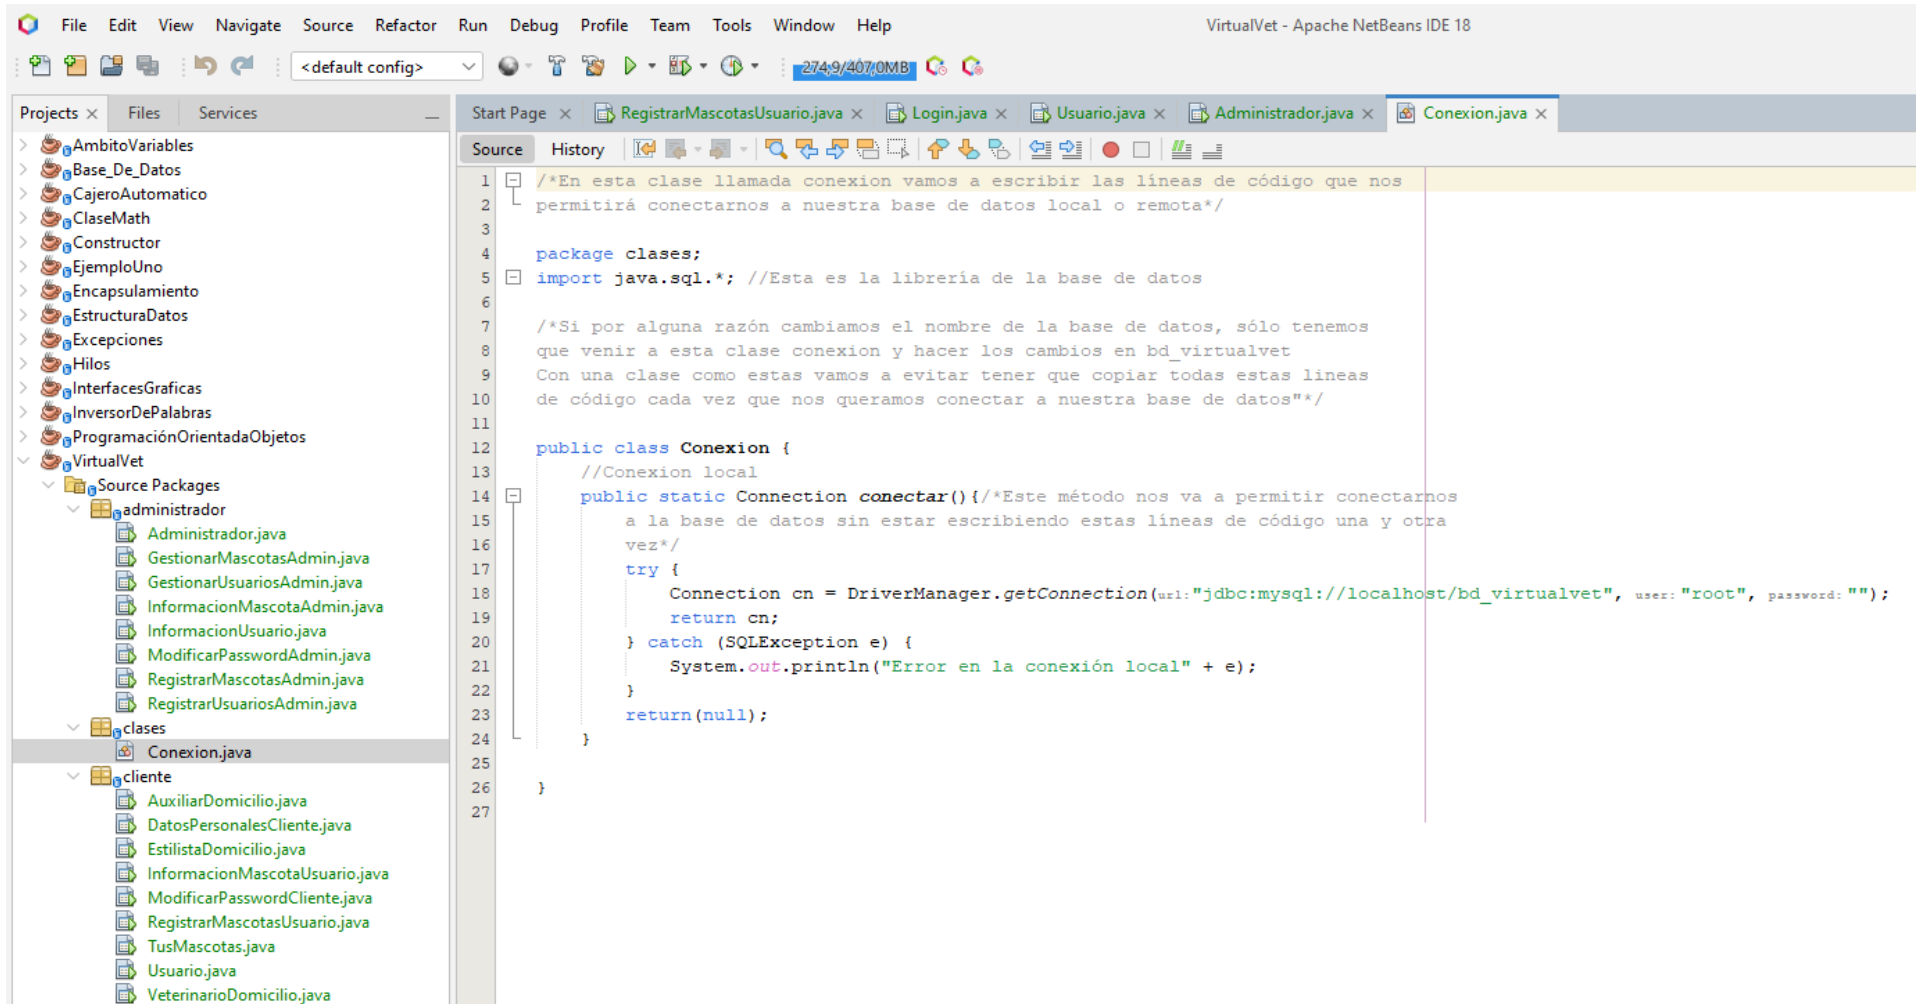 File Edit View Navigate Source Refactor Run Debug Profile Team Tools Window Help
VirtualVet - Apache NetBeans IDE 18
<default config>
274,9/407,0MB
Projects Files Services
AmbitoVariables
Base_De_Datos
CajeroAutomatico
ClaseMath
Constructor
EjemploUno
Encapsulamiento
EstructuraDatos
Excepciones
Hilos
InterfacesGraficas
InversorDePalabras
ProgramaciónOrientadaObjetos
VirtualVet
Source Packages
administrador
Administrador.java
GestionarMascotasAdmin.java
GestionarUsuariosAdmin.java
InformacionMascotaAdmin.java
InformacionUsuario.java
ModificarPasswordAdmin.java
RegistrarMascotasAdmin.java
RegistrarUsuariosAdmin.java
clases
Conexion.java
cliente
AuxiliarDomicilio.java
DatosPersonalesCliente.java
EstilistaDomicilio.java
InformacionMascotaUsuario.java
ModificarPasswordCliente.java
RegistrarMascotasUsuario.java
TusMascotas.java
Usuario.java
VeterinarioDomicilio.java
Start Page RegistrarMascotasUsuario.java Login.java Usuario.java Administrador.java Conexion.java
Source History
1 /*En esta clase llamada conexion vamos a escribir las líneas de código que nos
2 permitirá conectarnos a nuestra base de datos local o remota*/
3
4 package clases;
5 import java.sql.*; //Esta es la librería de la base de datos
6
7 /*Si por alguna razón cambiamos el nombre de la base de datos, sólo tenemos
8 que venir a esta clase conexion y hacer los cambios en bd_virtualvet
9 Con una clase como estas vamos a evitar tener que copiar todas estas lineas
10 de código cada vez que nos queramos conectar a nuestra base de datos"*/
11
12 public class Conexion {
13 //Conexion local
14 public static Connection conectar(){/*Este método nos va a permitir conectarnos
15 a la base de datos sin estar escribiendo estas líneas de código una y otra
16 vez*/
17 try {
18 Connection cn = DriverManager.getConnection(url:"jdbc:mysql://localhost/bd_virtualvet", user:"root", password:"");
19 return cn;
20 } catch (SQLException e) {
21 System.out.println("Error en la conexión local" + e);
22 }
23 return(null);
24 }
25
26 }
27